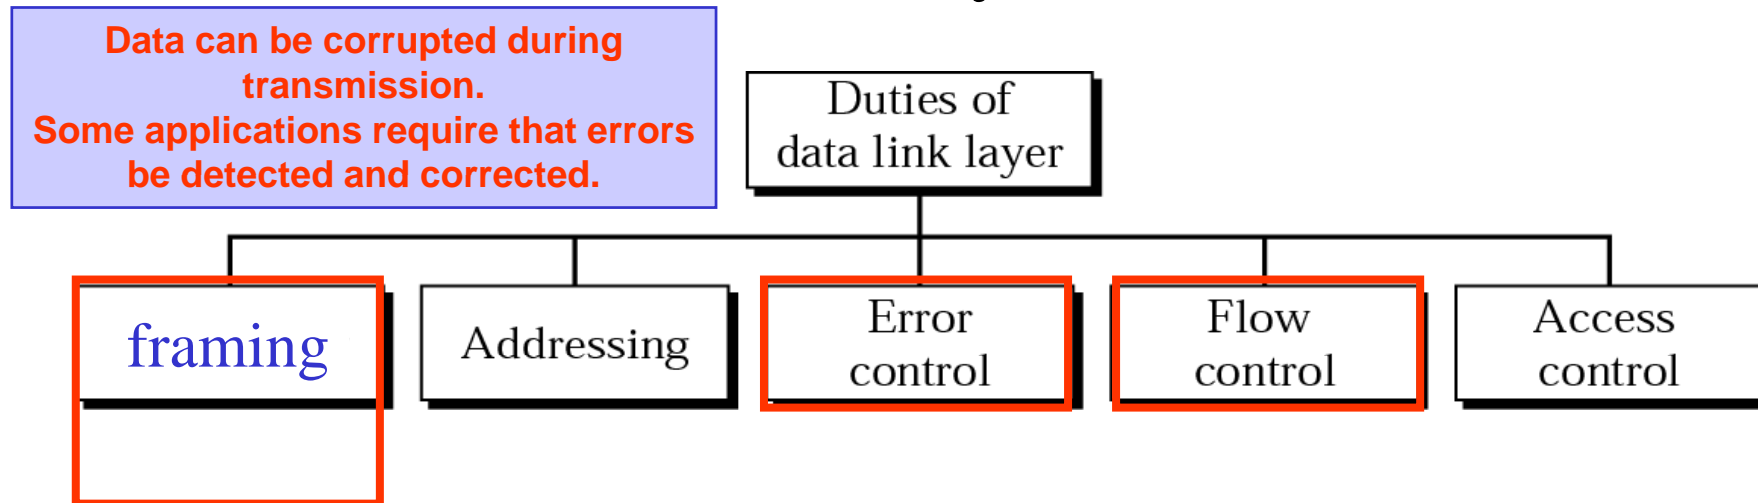 Data can be corrupted during
transmission.
Some applications require that errors
be detected and corrected.
Duties of
data link layer
framing
Addressing
Error
control
Flow
control
Access
control